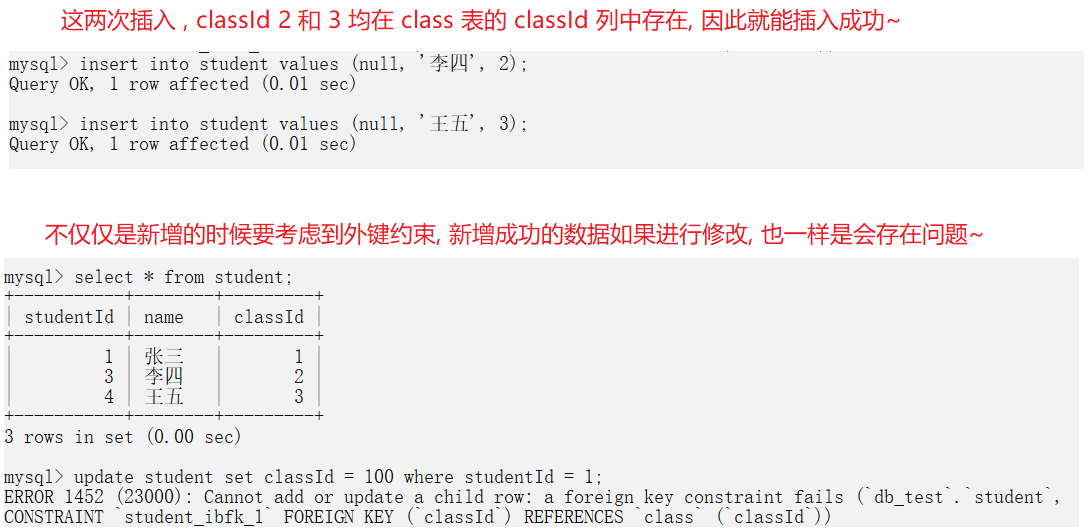 这两次插入 , classId 2 和 3 均在 class 表的 classId 列中存在, 因此就能插入成功~
mysql> insert into student values (null, '李四', 2);
Query OK, 1 row affected (0.01 sec)
mysql> insert into student values (null, '王五', 3);
Query OK, 1 row affected (0.01 sec)
不仅仅是新增的时候要考虑到外键约束, 新增成功的数据如果进行修改, 也一样是会存在问题~
mysql> select * from student;
+-----------+--------+---------+
| studentId | name   | classId |
+-----------+--------+---------+
|         1 | 张三   |       1 |
|         3 | 李四   |       2 |
|         4 | 王五   |       3 |
+-----------+--------+---------+
3 rows in set (0.00 sec)
mysql> update student set classId = 100 where studentId = 1;
ERROR 1452 (23000): Cannot add or update a child row: a foreign key constraint fails (`db_test`.`student`,
CONSTRAINT `student_ibfk_1` FOREIGN KEY (`classId`) REFERENCES `class` (`classId`))